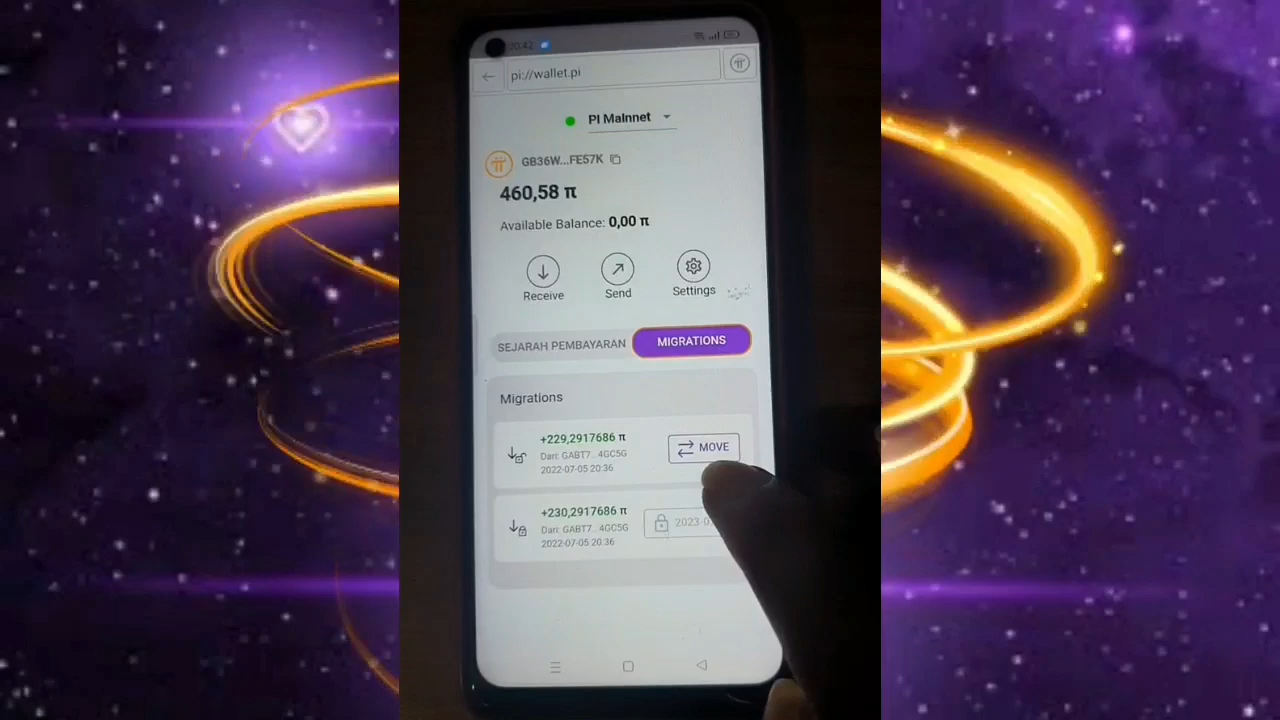 20:42
pi://wallet.pi
PI MaInnet
GB36W...FE57K
460,58 π
Available Balance: 0,00 π
Receive
Send
Settings
SEJARAH PEMBAYARAN
MIGRATIONS
Migrations
+229,2917686 π
Dari: GABT7.. 4GC5G
2022-07-05 20:36
MOVE
+230,2917686 π
Dari: GABT7.. 4GC5G
2022-07-05 20:36